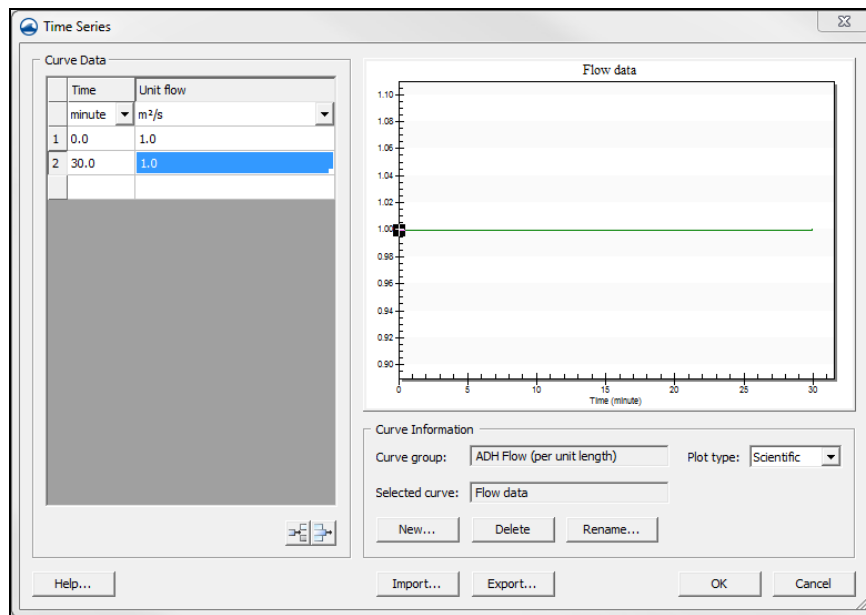 Time Series
Curve Data
Time Unit flow
minute m²/s
1 0.0 1.0
2 30.0 1.0
Flow data
1.10
1.08
1.06
1.04
1.02
1.00
0.98
0.96
0.94
0.92
0.90
0 5 10 15 20 25 30
Time (minute)
Curve Information
Curve group: ADH Flow (per unit length) Plot type: Scientific
Selected curve: Flow data
New... Delete Rename...
Help... Import... Export... OK Cancel